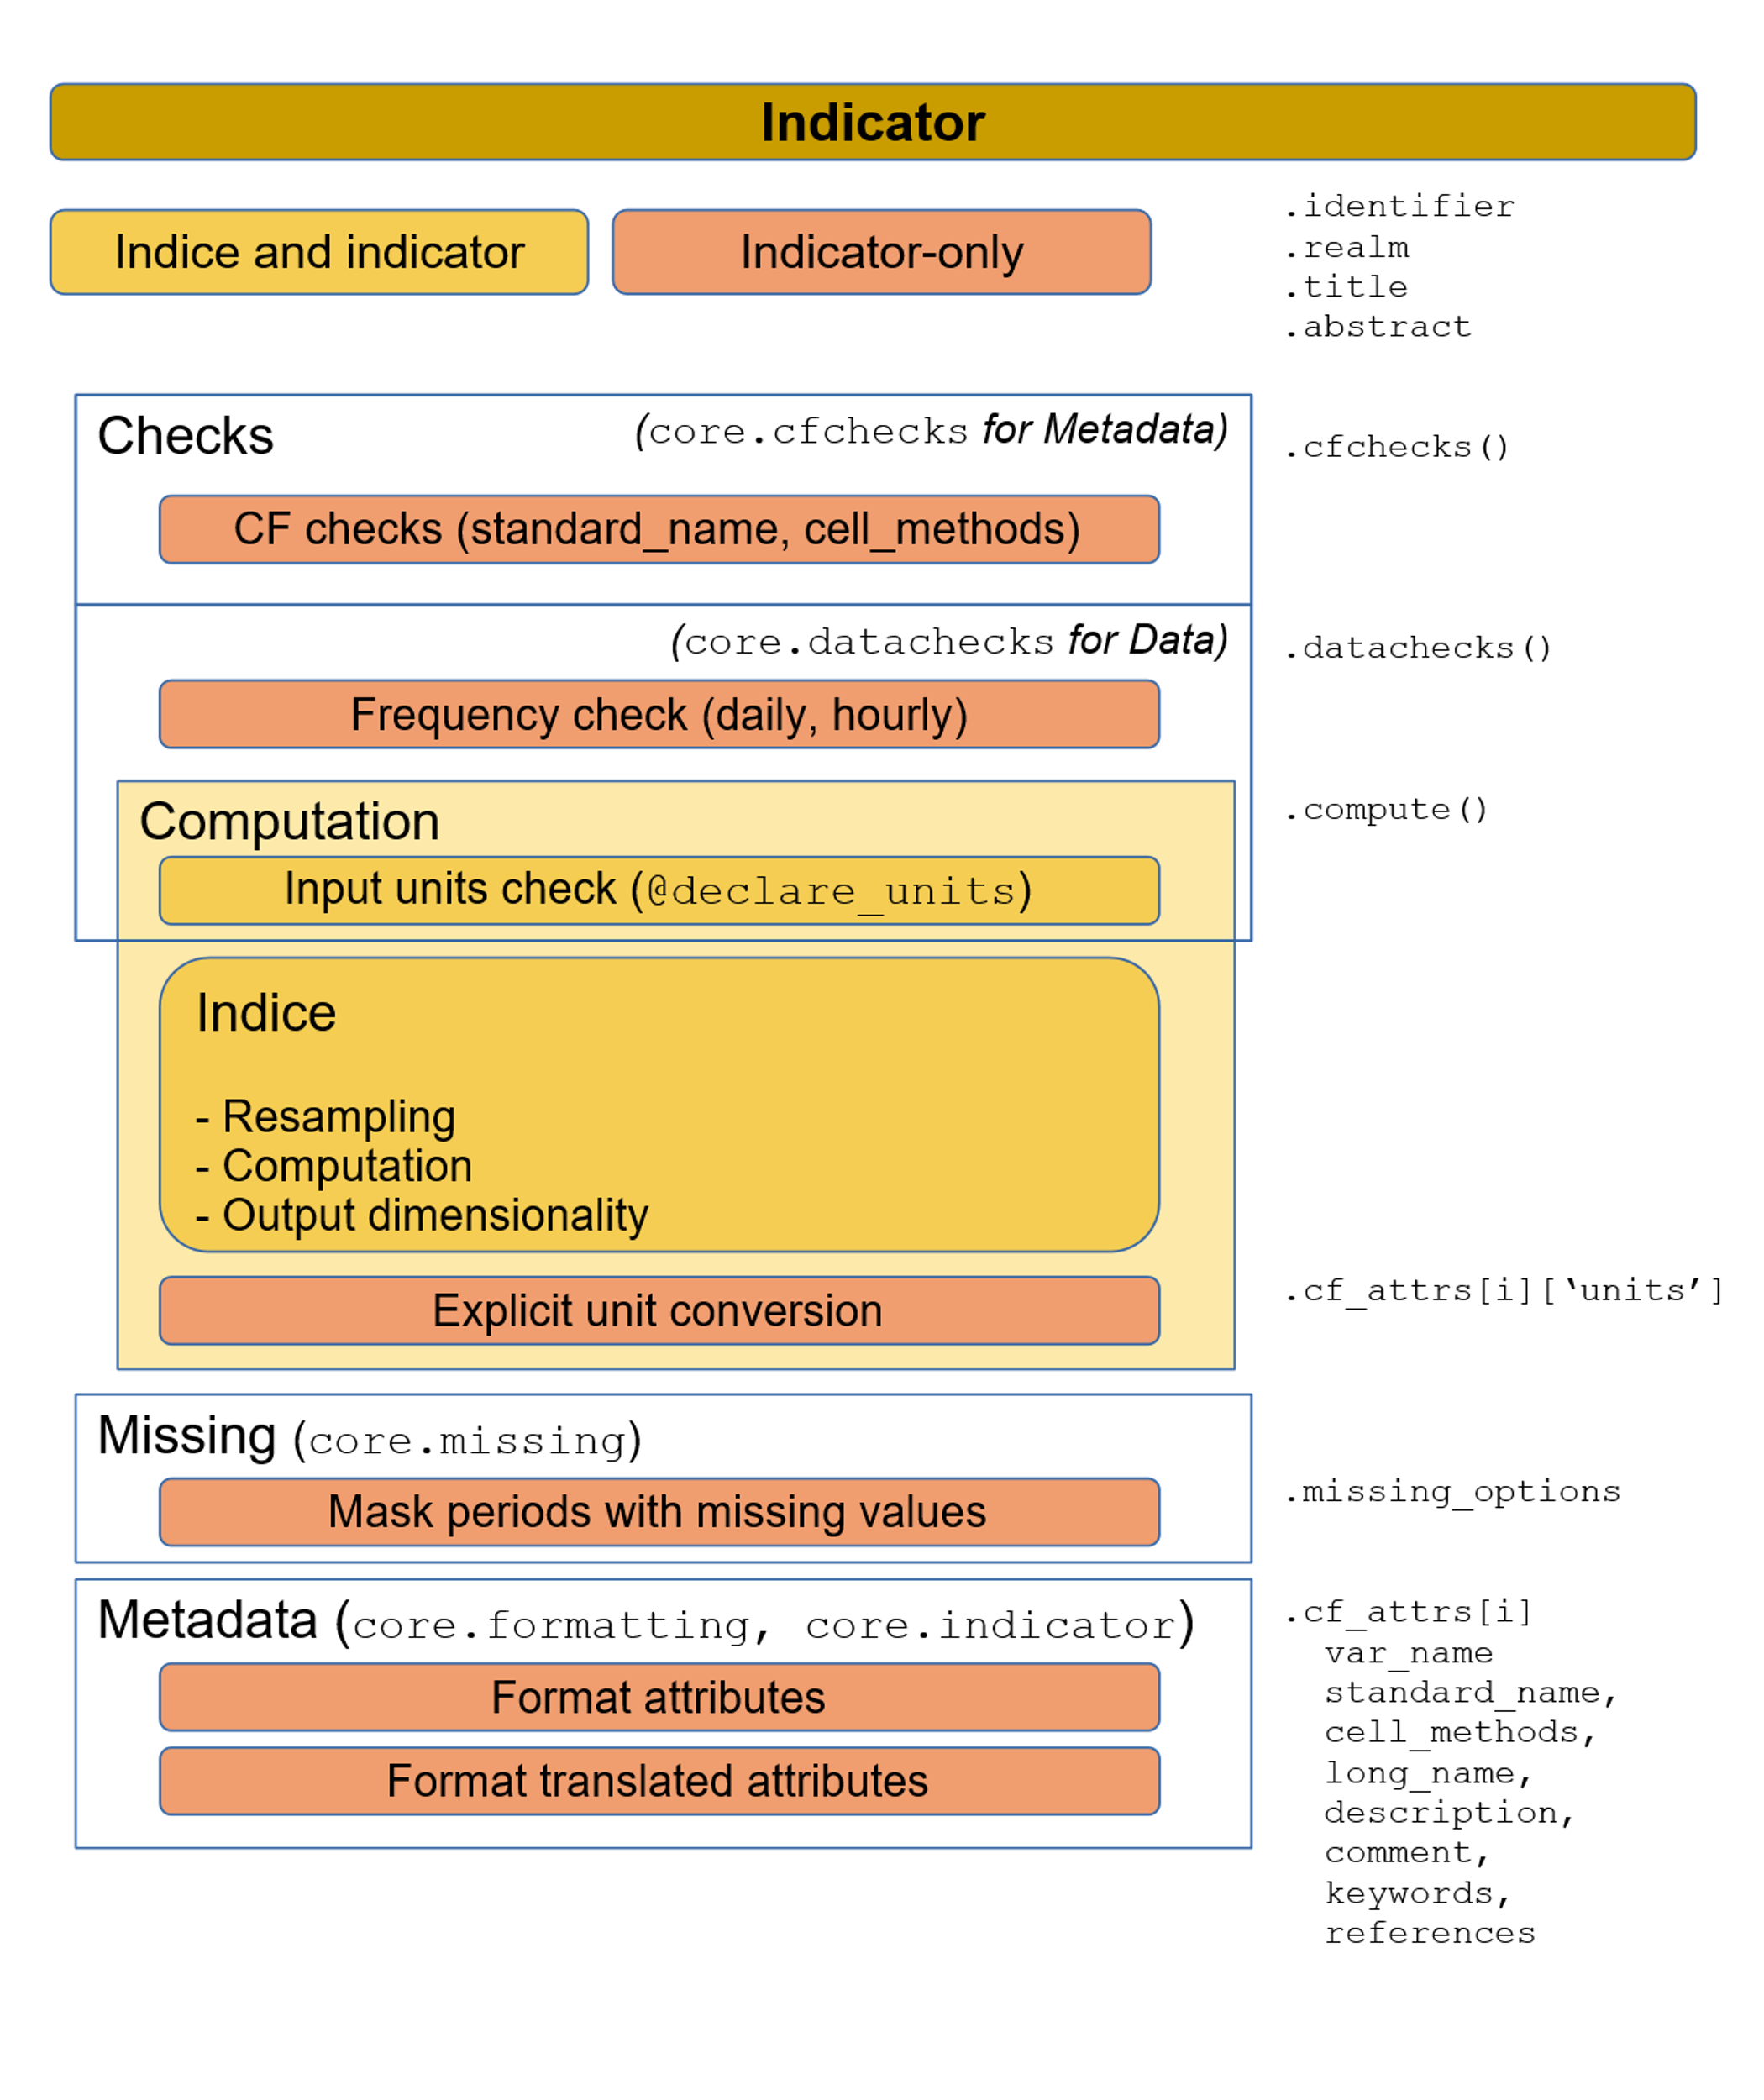 Indicator
Indice and indicator
Indicator-only
.identifier
.realm
.title
.abstract
Checks
(core.cfchecks for Metadata)
.cfchecks()
CF checks (standard_name, cell_methods)
(core.datachecks for Data)
.datachecks()
Frequency check (daily, hourly)
Computation
.compute()
Input units check (@declare_units)
Indice
- Resampling
- Computation
- Output dimensionality
Explicit unit conversion
.cf_attrs[i][‘units’]
Missing (core.missing)
Mask periods with missing values
.missing_options
Metadata (core.formatting, core.indicator)
Format attributes
Format translated attributes
.cf_attrs[i]
var_name
standard_name,
cell_methods,
long_name,
description,
comment,
keywords,
references